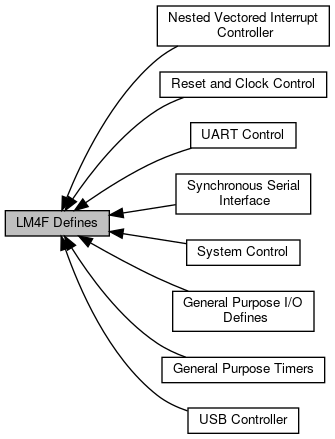 Nested Vectored Interrupt
Controller
Reset and Clock Control
UART Control
Synchronous Serial
Interface
LM4F Defines
System Control
General Purpose I/O
Defines
General Purpose Timers
USB Controller